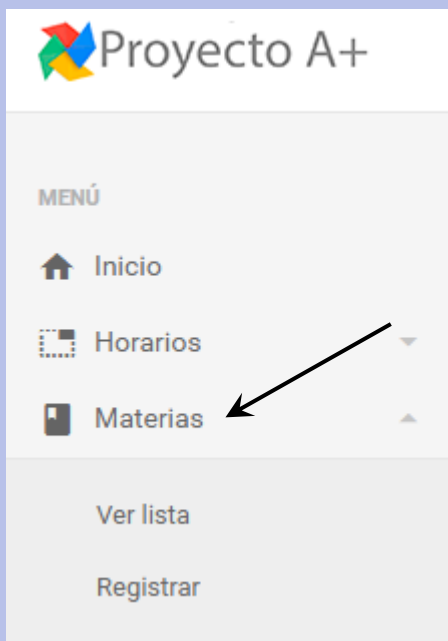 Proyecto A+
MENÚ
Inicio
Horarios
Materias
Ver lista
Registrar